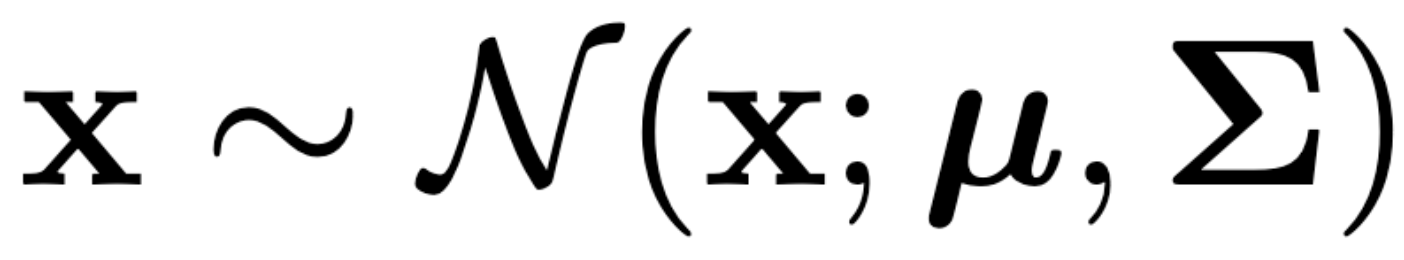 𝐱 ∼ 𝒩(𝐱; 𝝁, 𝚺)